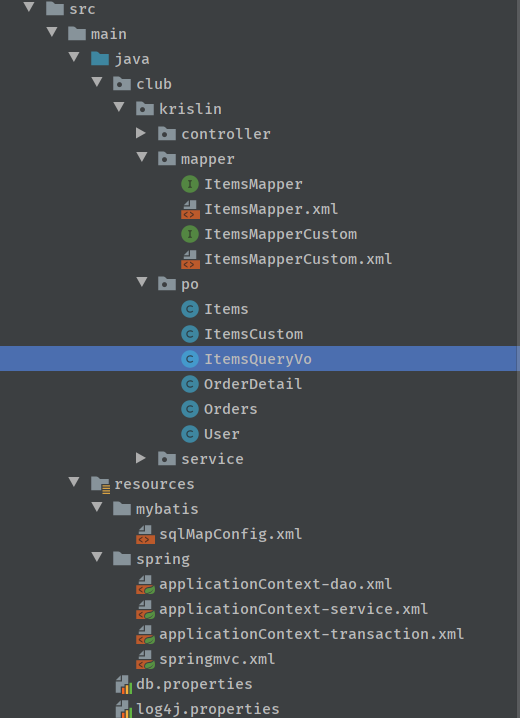 src
main
java
club
krislin
controller
mapper
I ItemsMapper
ItemsMapper.xml
I ItemsMapperCustom
ItemsMapperCustom.xml
po
C Items
C ItemsCustom
C ItemsQueryVo
C OrderDetail
C Orders
C User
service
resources
mybatis
sqlMapConfig.xml
spring
applicationContext-dao.xml
applicationContext-service.xml
applicationContext-transaction.xml
springmvc.xml
db.properties
log4j.properties